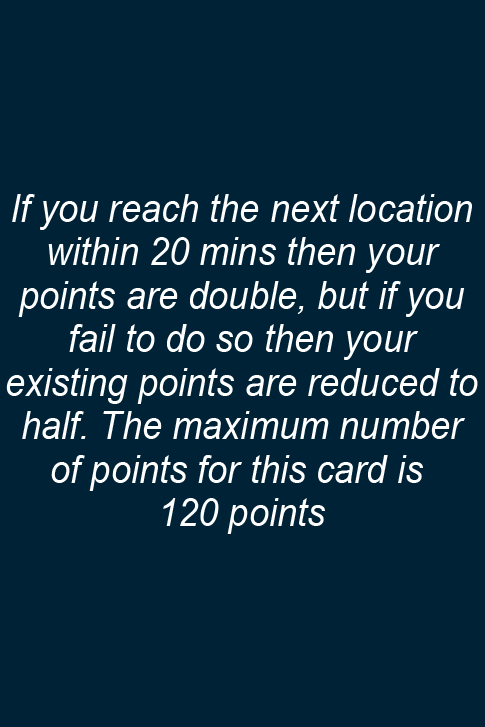 If you reach the next location
within 20 mins then your
points are double, but if you
fail to do so then your
existing points are reduced to
half. The maximum number
of points for this card is
120 points